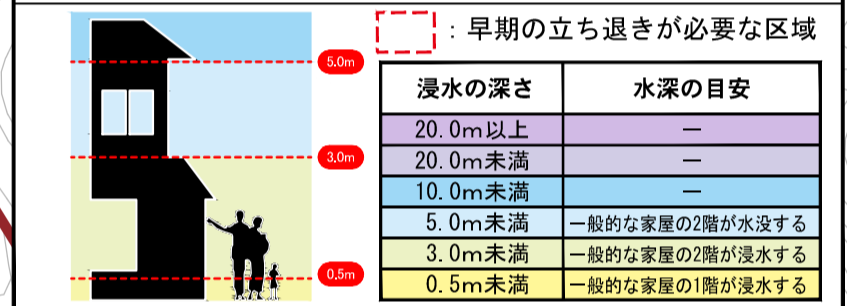 ：早期の立ち退きが必要な区域
5.0m
3.0m
0.5m
浸水の深さ 水深の目安
20.0m以上 ―
20.0m未満 ―
10.0m未満 ―
5.0m未満 一般的な家屋の2階が水没する
3.0m未満 一般的な家屋の2階が浸水する
0.5m未満 一般的な家屋の1階が浸水する